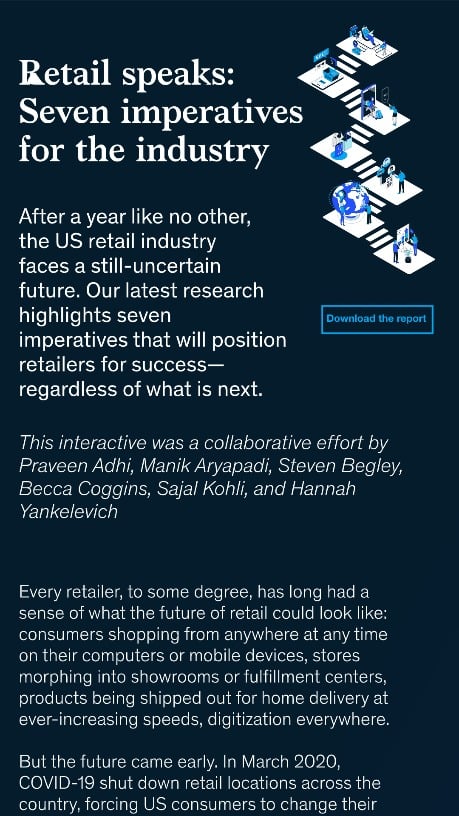 Retail speaks:
Seven imperatives
for the industry
After a year like no other,
the US retail industry
faces a still-uncertain
future. Our latest research
highlights seven
imperatives that will position
retailers for success—
regardless of what is next.
Download the report
This interactive was a collaborative effort by
Praveen Adhi, Manik Aryapadi, Steven Begley,
Becca Coggins, Sajal Kohli, and Hannah
Yankelevich
Every retailer, to some degree, has long had a
sense of what the future of retail could look like:
consumers shopping from anywhere at any time
on their computers or mobile devices, stores
morphing into showrooms or fulfillment centers,
products being shipped out for home delivery at
ever-increasing speeds, digitization everywhere.
But the future came early. In March 2020,
COVID-19 shut down retail locations across the
country, forcing US consumers to change their